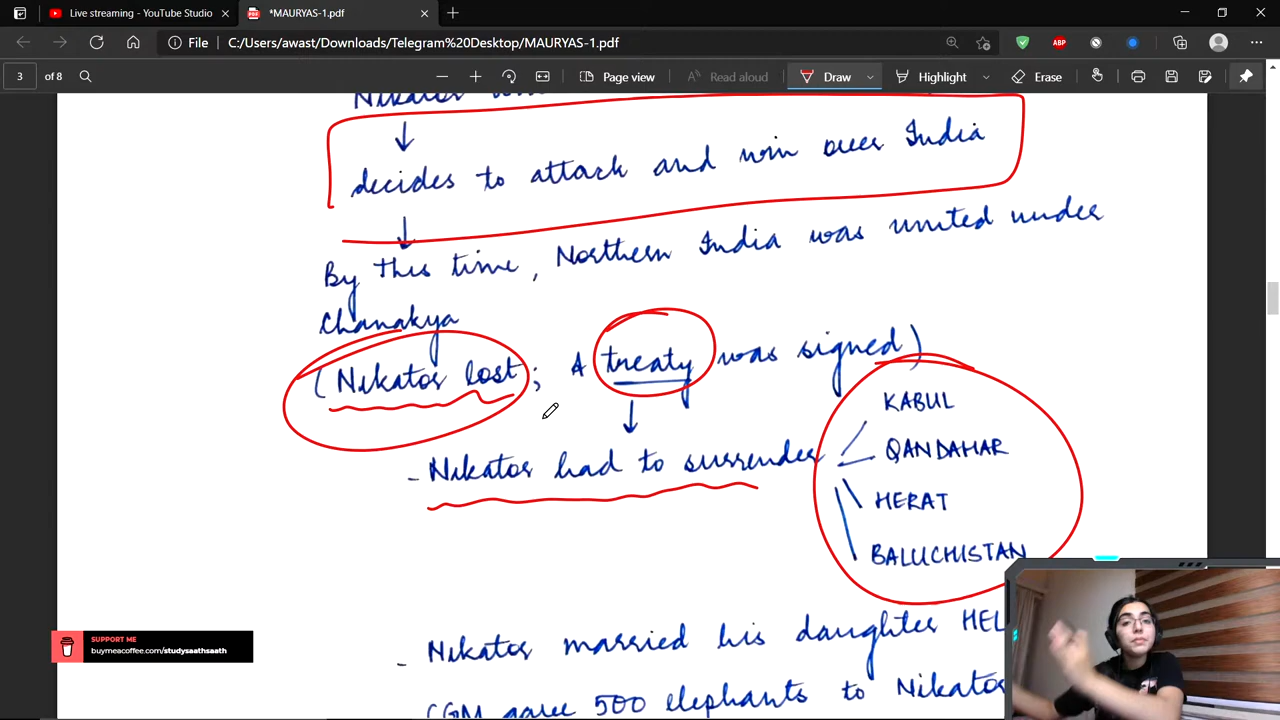 Live streaming - YouTube Studio
*MAURYAS-1.pdf
File C:/Users/awast/Downloads/Telegram%20Desktop/MAURYAS-1.pdf
3 of 8
Page view
Read aloud
Draw
Highlight
Erase
ABP
Nikator
decides to attack and win over India
By this time, Northern India was united under
Chanakya
(Nikator lost; A treaty was signed)
KABUL
- Nikator had to surrender QANDAHAR
HERAT
BALUCHISTAN
SUPPORT ME
buymeacoffee.com/studysaathsaath
- Nikator married his daughter HEL
CGM gave 500 elephants to Nikator